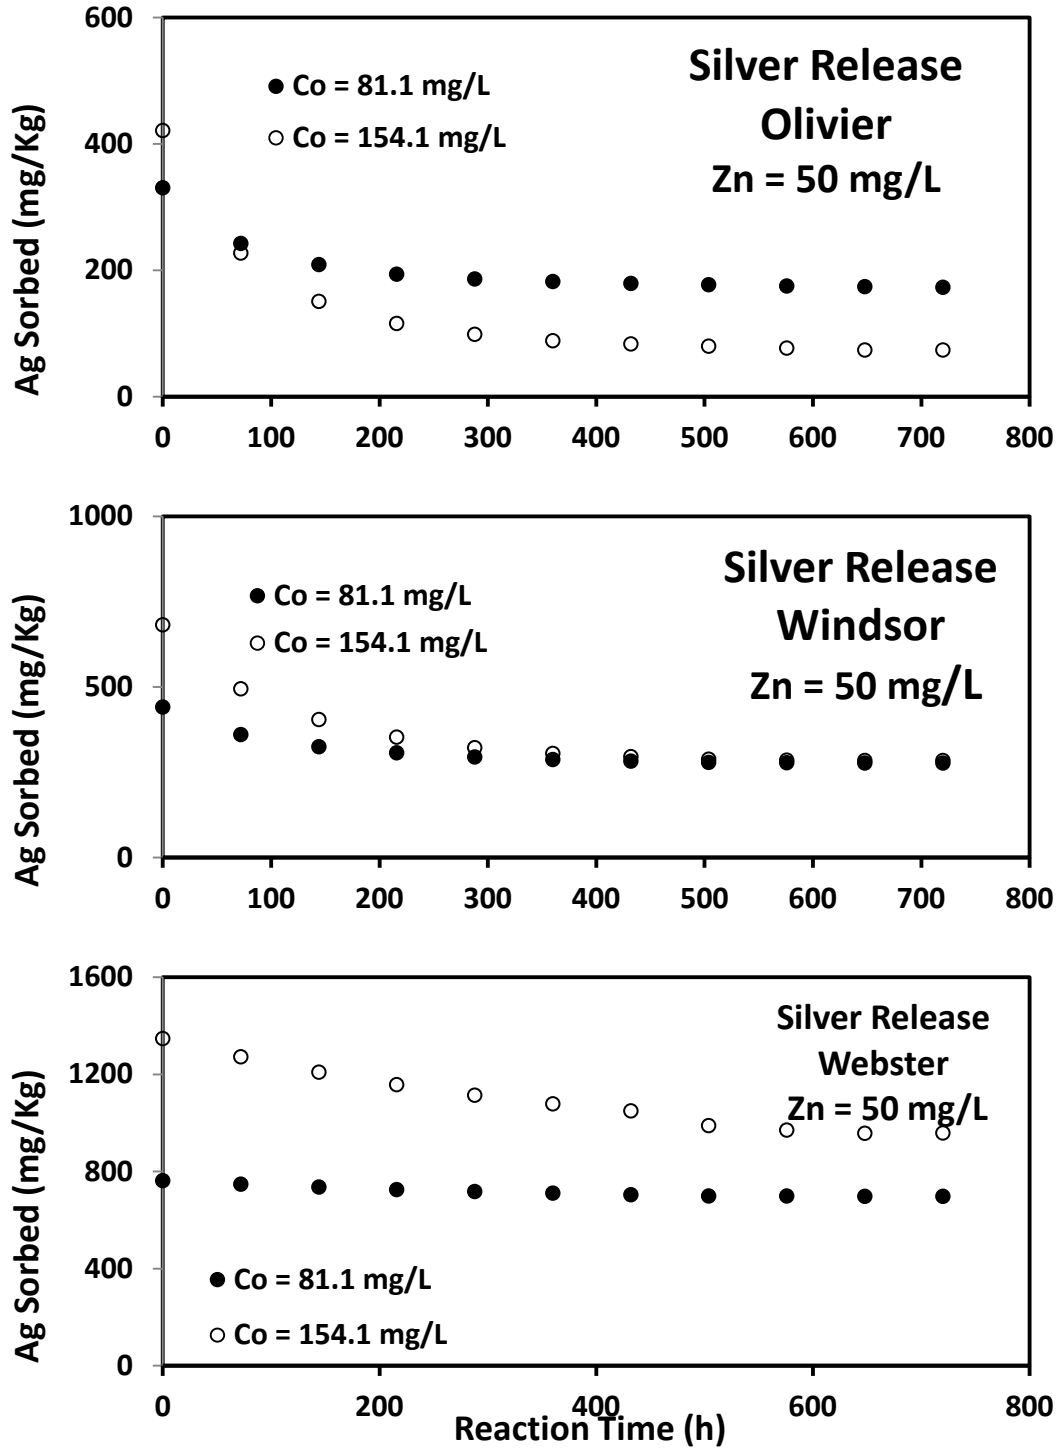 600
400
200
0
Ag Sorbed (mg/Kg)
Co = 81.1 mg/L
Co = 154.1 mg/L
Silver Release
Olivier
Zn = 50 mg/L
0 100 200 300 400 500 600 700 800
1000
500
0
Ag Sorbed (mg/Kg)
Co = 81.1 mg/L
Co = 154.1 mg/L
Silver Release
Windsor
Zn = 50 mg/L
0 100 200 300 400 500 600 700 800
1600
1200
800
400
0
Ag Sorbed (mg/Kg)
Silver Release
Webster
Zn = 50 mg/L
Co = 81.1 mg/L
Co = 154.1 mg/L
0 200 400 600 800
Reaction Time (h)